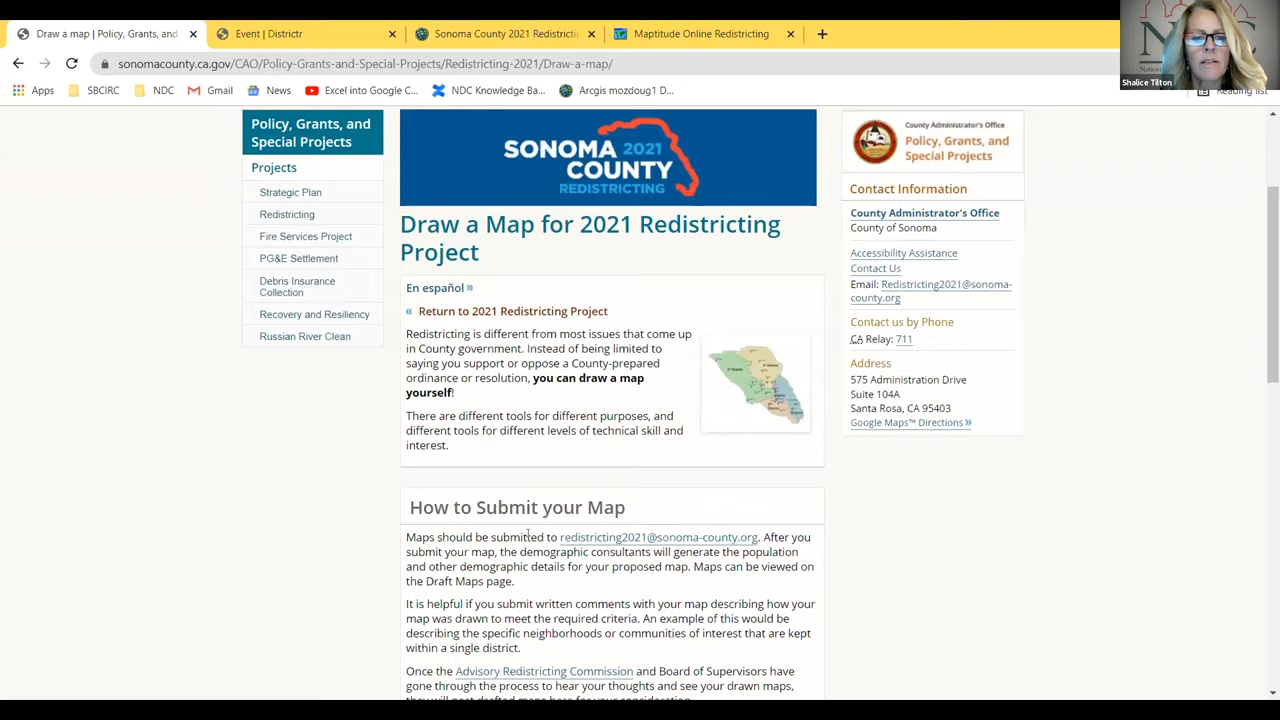 Draw a map | Policy, Grants, and
Event | Districtr
Sonoma County 2021 Redistricti
Maptitude Online Redistricting
sonomacounty.ca.gov/CAO/Policy-Grants-and-Special-Projects/Redistricting-2021/Draw-a-map/
Apps
SBCIRC
NDC
Gmail
News
Excel into Google C...
NDC Knowledge Ba...
Arcgis mozdoug1 D...
Reading list
Shalice Tilton
Policy, Grants, and
Special Projects
Projects
Strategic Plan
Redistricting
Fire Services Project
PG&E Settlement
Debris Insurance
Collection
Recovery and Resiliency
Russian River Clean
SONOMA 2021
COUNTY
REDISTRICTING
Draw a Map for 2021 Redistricting
Project
En español »
« Return to 2021 Redistricting Project
Redistricting is different from most issues that come up
in County government. Instead of being limited to
saying you support or oppose a County-prepared
ordinance or resolution, you can draw a map
yourself!
There are different tools for different purposes, and
different tools for different levels of technical skill and
interest.
How to Submit your Map
Maps should be submitted to redistricting2021@sonoma-county.org. After you
submit your map, the demographic consultants will generate the population
and other demographic details for your proposed map. Maps can be viewed on
the Draft Maps page.
It is helpful if you submit written comments with your map describing how your
map was drawn to meet the required criteria. An example of this would be
describing the specific neighborhoods or communities of interest that are kept
within a single district.
Once the Advisory Redistricting Commission and Board of Supervisors have
gone through the process to hear your thoughts and see your drawn maps,
they will post drafted maps here for your consideration.
County Administrator's Office
Policy, Grants, and
Special Projects
Contact Information
County Administrator's Office
County of Sonoma
Accessibility Assistance
Contact Us
Email: Redistricting2021@sonoma-
county.org
Contact us by Phone
CA Relay: 711
Address
575 Administration Drive
Suite 104A
Santa Rosa, CA 95403
Google Maps™ Directions »